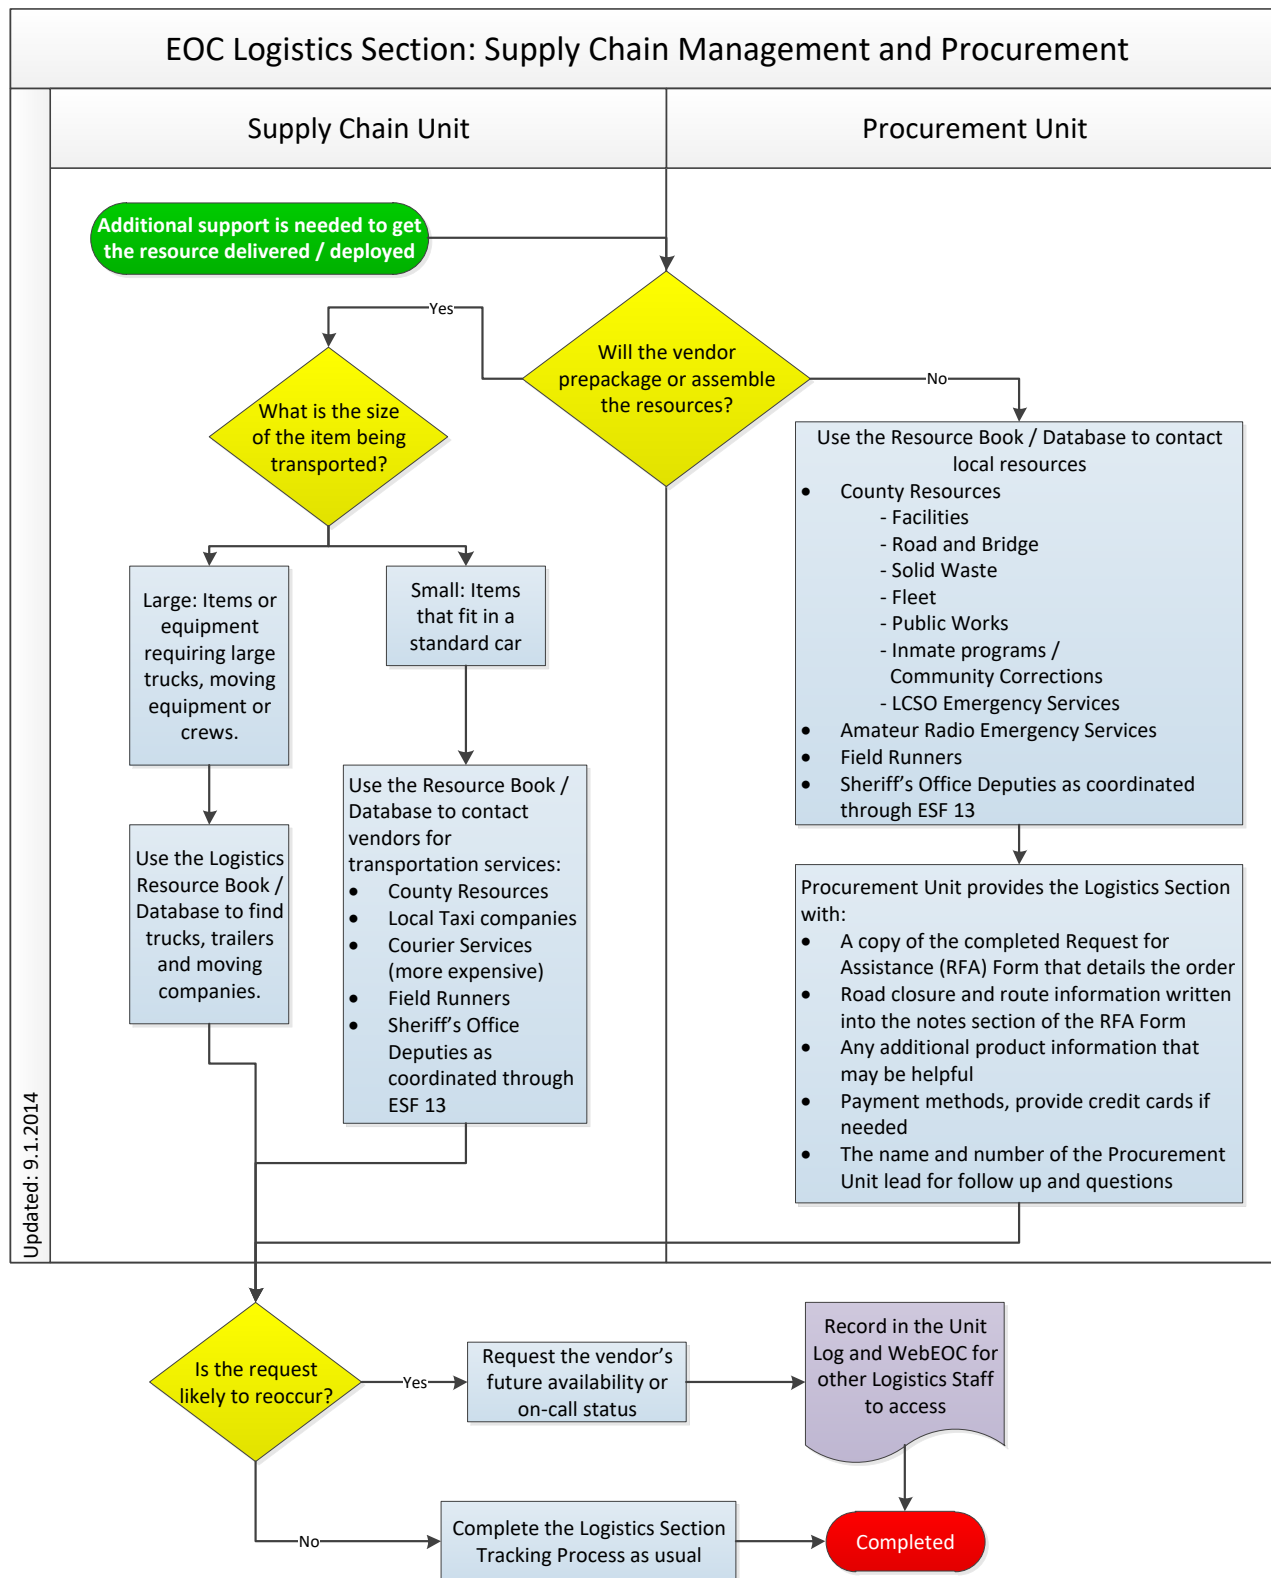 EOC Logistics Section: Supply Chain Management and Procurement
Supply Chain Unit
Procurement Unit
Additional support is needed to get
the resource delivered / deployed
Yes
Will the vendor
prepackage or assemble
the resources?
No
What is the size
of the item being
transported?
Use the Resource Book / Database to contact
local resources
• County Resources
- Facilities
- Road and Bridge
- Solid Waste
- Fleet
- Public Works
- Inmate programs /
Community Corrections
- LCSO Emergency Services
• Amateur Radio Emergency Services
• Field Runners
• Sheriff’s Office Deputies as coordinated
through ESF 13
Large: Items or
equipment
requiring large
trucks, moving
equipment or
crews.
Small: Items
that fit in a
standard car
Use the Logistics
Resource Book /
Database to find
trucks, trailers
and moving
companies.
Use the Resource Book /
Database to contact
vendors for
transportation services:
• County Resources
• Local Taxi companies
• Courier Services
(more expensive)
• Field Runners
• Sheriff’s Office
Deputies as
coordinated through
ESF 13
Procurement Unit provides the Logistics Section
with:
• A copy of the completed Request for
Assistance (RFA) Form that details the order
• Road closure and route information written
into the notes section of the RFA Form
• Any additional product information that
may be helpful
• Payment methods, provide credit cards if
needed
• The name and number of the Procurement
Unit lead for follow up and questions
Updated: 9.1.2014
Is the request
likely to reoccur?
Yes
Request the vendor’s
future availability or
on-call status
Record in the Unit
Log and WebEOC for
other Logistics Staff
to access
No
Complete the Logistics Section
Tracking Process as usual
Completed